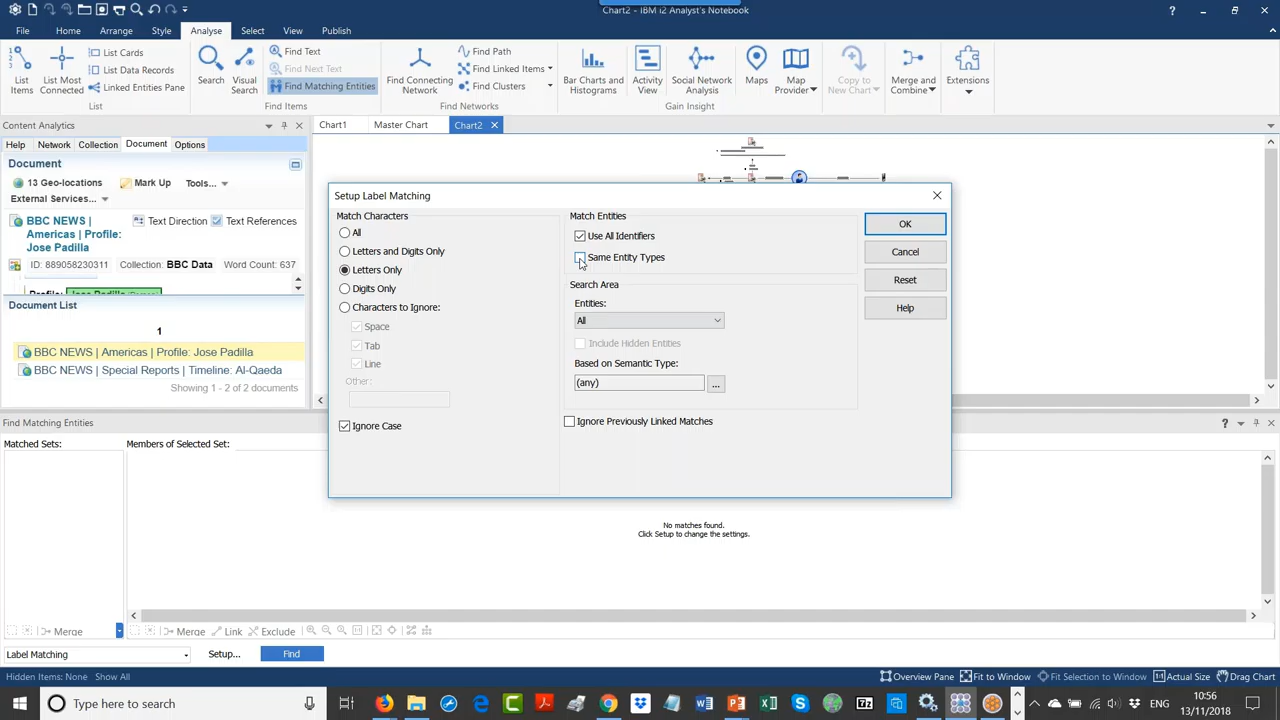 Chart2 - IBM i2 Analyst's Notebook
File Home Arrange Style Analyse Select View Publish
List Items
List Most Connected
List Cards
List Data Records
Linked Entities Pane
List
Search
Visual Search
Find Text
Find Next Text
Find Matching Entities
Find Items
Find Connecting Network
Find Path
Find Linked Items
Find Clusters
Find Networks
Bar Charts and Histograms
Activity View
Social Network Analysis
Maps
Map Provider
Gain Insight
Copy to New Chart
Merge and Combine
Extensions
Content Analytics
Chart1 Master Chart Chart2
Help Network Collection Document Options
Document
13 Geo-locations Mark Up Tools...
External Services...
BBC NEWS |
Americas | Profile:
Jose Padilla
Text Direction Text References
ID: 889058230311 Collection: BBC Data Word Count: 637
Document List
1
BBC NEWS | Americas | Profile: Jose Padilla
BBC NEWS | Special Reports | Timeline: Al-Qaeda
Showing 1 - 2 of 2 documents
Setup Label Matching
Match Characters
All
Letters and Digits Only
Letters Only
Digits Only
Characters to Ignore:
Space
Tab
Line
Other:
Ignore Case
Match Entities
Use All Identifiers
Same Entity Types
Search Area
Entities:
All
Include Hidden Entities
Based on Semantic Type:
(any) ...
Ignore Previously Linked Matches
OK
Cancel
Reset
Help
Find Matching Entities
Matched Sets: Members of Selected Set:
No matches found.
Click Setup to change the settings.
Merge Merge Link Exclude
Label Matching Setup... Find
Hidden Items: None Show All Overview Pane Fit to Window Fit Selection to Window Actual Size Drag Chart
Type here to search
ENG
10:56
13/11/2018